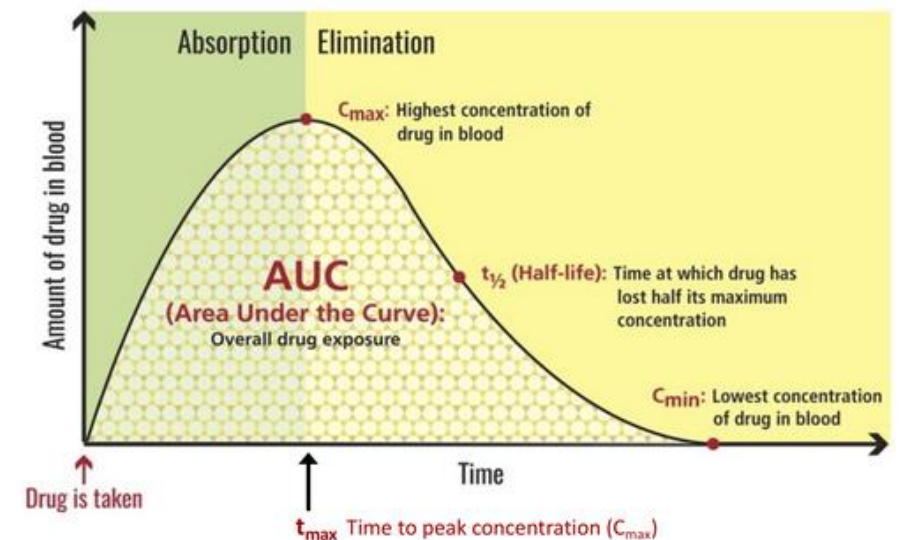 Absorption
Elimination
Amount of drug in blood
Cmax: Highest concentration of
drug in blood
AUC
(Area Under the Curve):
Overall drug exposure
t½ (Half-life): Time at which drug has
lost half its maximum
concentration
Cmin: Lowest concentration
of drug in blood
Time
Drug is taken
tmax Time to peak concentration (Cmax)